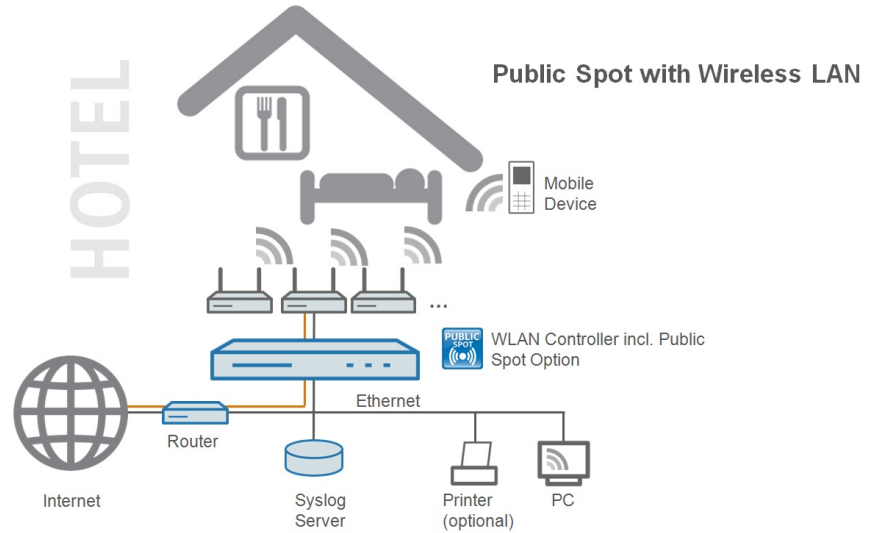 HOTEL
Public Spot with Wireless LAN
Mobile
Device
...
PUBLIC
SPOT
WLAN Controller incl. Public
Spot Option
Ethernet
Router
Internet
Syslog
Server
Printer
(optional)
PC